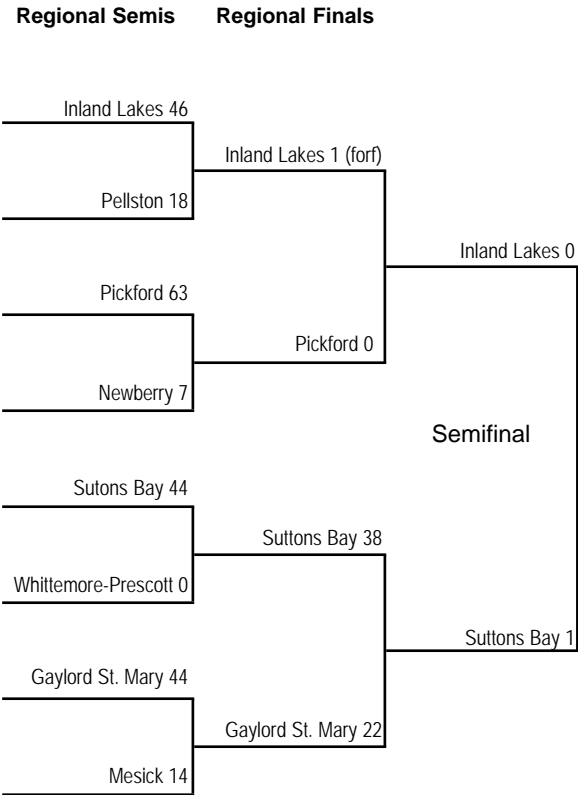 Regional Semis Regional Finals
Inland Lakes 46
Inland Lakes 1 (forf)
Pellston 18
Inland Lakes 0
Pickford 63
Pickford 0
Newberry 7
Semifinal
Sutons Bay 44
Suttons Bay 38
Whittemore-Prescott 0
Suttons Bay 1
Gaylord St. Mary 44
Gaylord St. Mary 22
Mesick 14